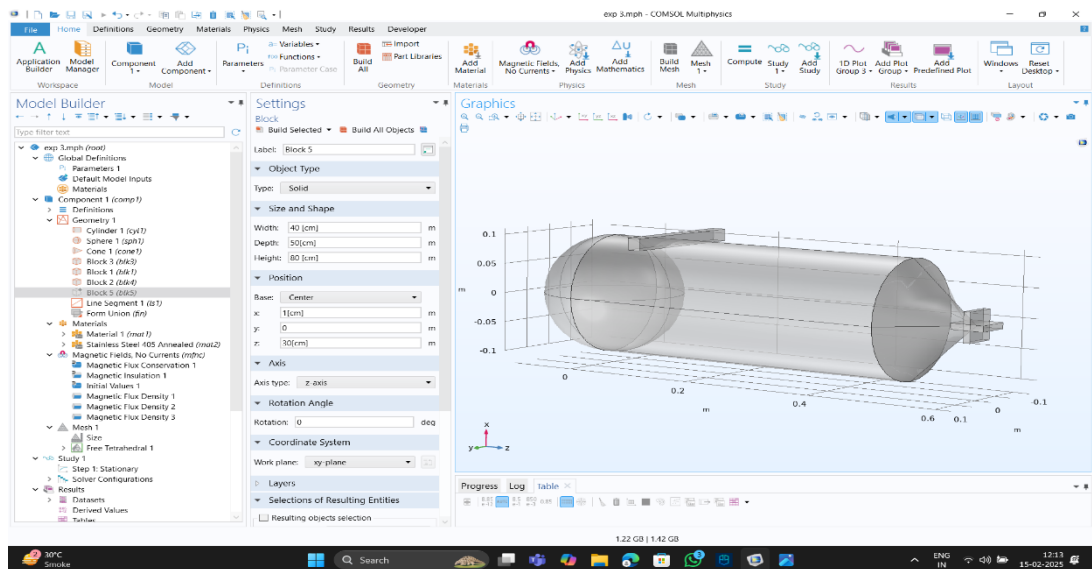 exp 3.mph - COMSOL Multiphysics
File Home Definitions Geometry Materials Physics Mesh Study Results Developer
Application Builder
Model Manager
Workspace
Component 1
Add Component
Model
Pi Parameters
a= Variables
Functions
Parameter Case
Definitions
Build All
Import
Part Libraries
Geometry
Add Material
Materials
Magnetic Fields, No Currents
Add Physics
Add Mathematics
Physics
Build Mesh
Mesh 1
Mesh
Compute
Study 1
Add Study
Study
1D Plot Group 3
Add Plot Group
Add Predefined Plot
Results
Windows
Reset Desktop
Layout
Model Builder
Type filter text
exp 3.mph (root)
Global Definitions
Parameters 1
Default Model Inputs
Materials
Component 1 (comp1)
Definitions
Geometry 1
Cylinder 1 (cyl1)
Sphere 1 (sph1)
Cone 1 (cone1)
Block 3 (blk3)
Block 1 (blk1)
Block 2 (blk4)
Block 5 (blk5)
Line Segment 1 (ls1)
Form Union (fin)
Materials
Material 1 (mat1)
Stainless Steel 405 Annealed (mat2)
Magnetic Fields, No Currents (mfnc)
Magnetic Flux Conservation 1
Magnetic Insulation 1
Initial Values 1
Magnetic Flux Density 1
Magnetic Flux Density 2
Magnetic Flux Density 3
Mesh 1
Size
Free Tetrahedral 1
Study 1
Step 1: Stationary
Solver Configurations
Results
Datasets
Derived Values
Tables
Settings
Block
Build Selected Build All Objects
Label: Block 5
Object Type
Type: Solid
Size and Shape
Width: 40 [cm] m
Depth: 50[cm] m
Height: 80 [cm] m
Position
Base: Center
x: 1[cm] m
y: 0 m
z: 30[cm] m
Axis
Axis type: z-axis
Rotation Angle
Rotation: 0 deg
Coordinate System
Work plane: xy-plane
Layers
Selections of Resulting Entities
Resulting objects selection
Graphics
0.1
0.05
m 0
-0.05
-0.1
0
0.2
m
0.4
0.6 0.1
0
-0.1
m
x
y z
Progress Log table
1.22 GB | 1.42 GB
2
30°C
Smoke
Search
3
ENG
IN
12:13
15-02-2025